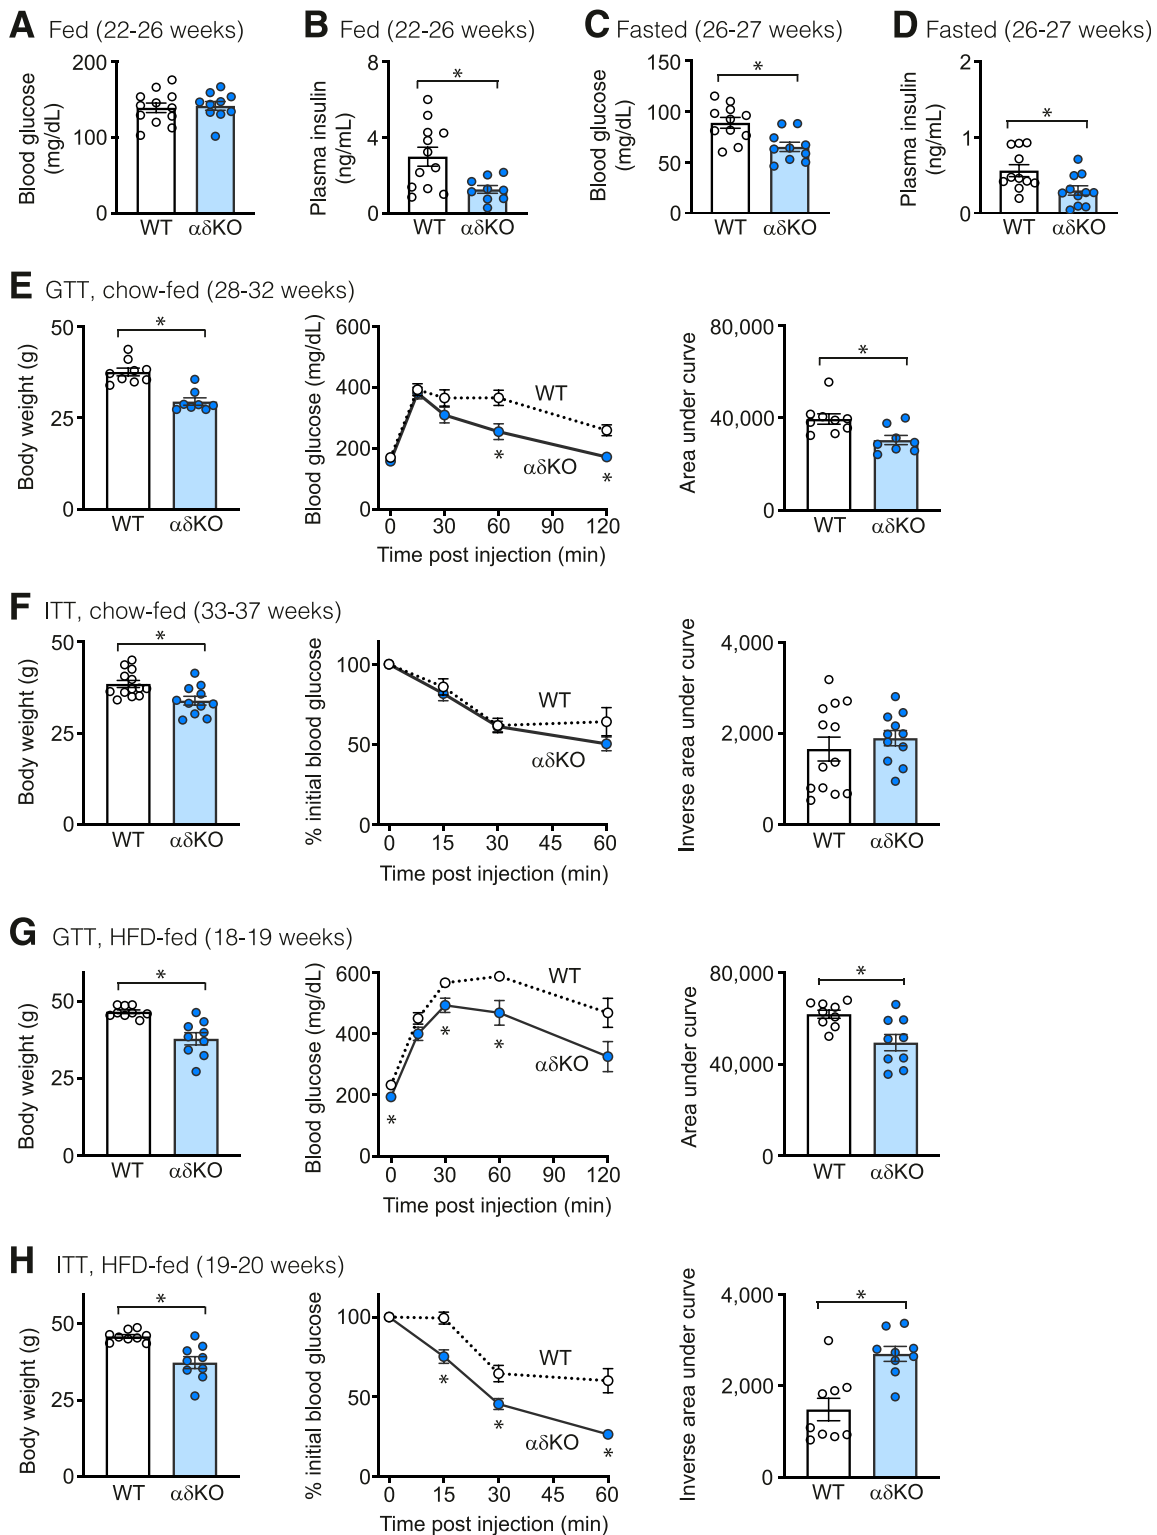 A Fed (22-26 weeks)
Blood glucose
(mg/dL)
200
100
0
WT αδKO
B Fed (22-26 weeks)
Plasma insulin
(ng/mL)
8
4
0
*
WT αδKO
C Fasted (26-27 weeks)
Blood glucose
(mg/dL)
150
100
50
0
*
WT αδKO
D Fasted (26-27 weeks)
Plasma insulin
(ng/mL)
2
1
0
*
WT αδKO
E GTT, chow-fed (28-32 weeks)
Body weight (g)
50
25
0
*
WT αδKO
Blood glucose (mg/dL)
600
400
200
0
WT
αδKO
*
*
0 30 60 90 120
Time post injection (min)
Area under curve
80,000
40,000
0
*
WT αδKO
F ITT, chow-fed (33-37 weeks)
Body weight (g)
50
25
0
*
WT αδKO
% initial blood glucose
100
50
0
WT
αδKO
0 15 30 45 60
Time post injection (min)
Inverse area under curve
4,000
2,000
0
WT αδKO
G GTT, HFD-fed (18-19 weeks)
Body weight (g)
50
25
0
*
WT αδKO
Blood glucose (mg/dL)
600
400
200
0
WT
αδKO
*
*
*
0 30 60 90 120
Time post injection (min)
Area under curve
80,000
40,000
0
*
WT αδKO
H ITT, HFD-fed (19-20 weeks)
Body weight (g)
50
25
0
*
WT αδKO
% initial blood glucose
100
50
0
WT
αδKO
*
*
*
0 15 30 45 60
Time post injection (min)
Inverse area under curve
4,000
2,000
0
*
WT αδKO